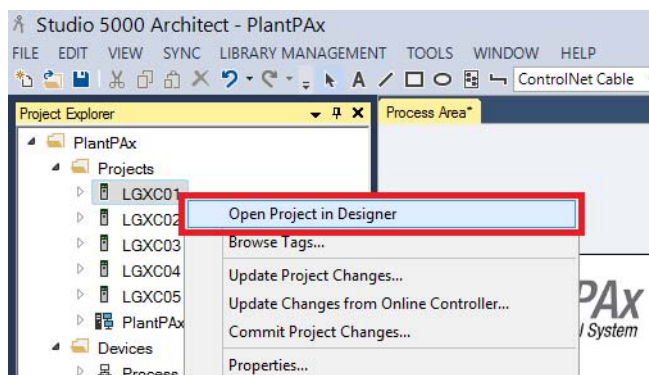 Studio 5000 Architect - PlantPAx
FILE EDIT VIEW SYNC LIBRARY MANAGEMENT TOOLS WINDOW HELP
ControlNet Cable
Project Explorer
Process Area*
PlantPAx
Projects
LGXC01
Open Project in Designer
LGXC02
Browse Tags...
LGXC03
Update Project Changes...
LGXC04
Update Changes from Online Controller...
LGXC05
PAx
PlantPAx
Commit Project Changes...
System
Devices
Properties...
Process